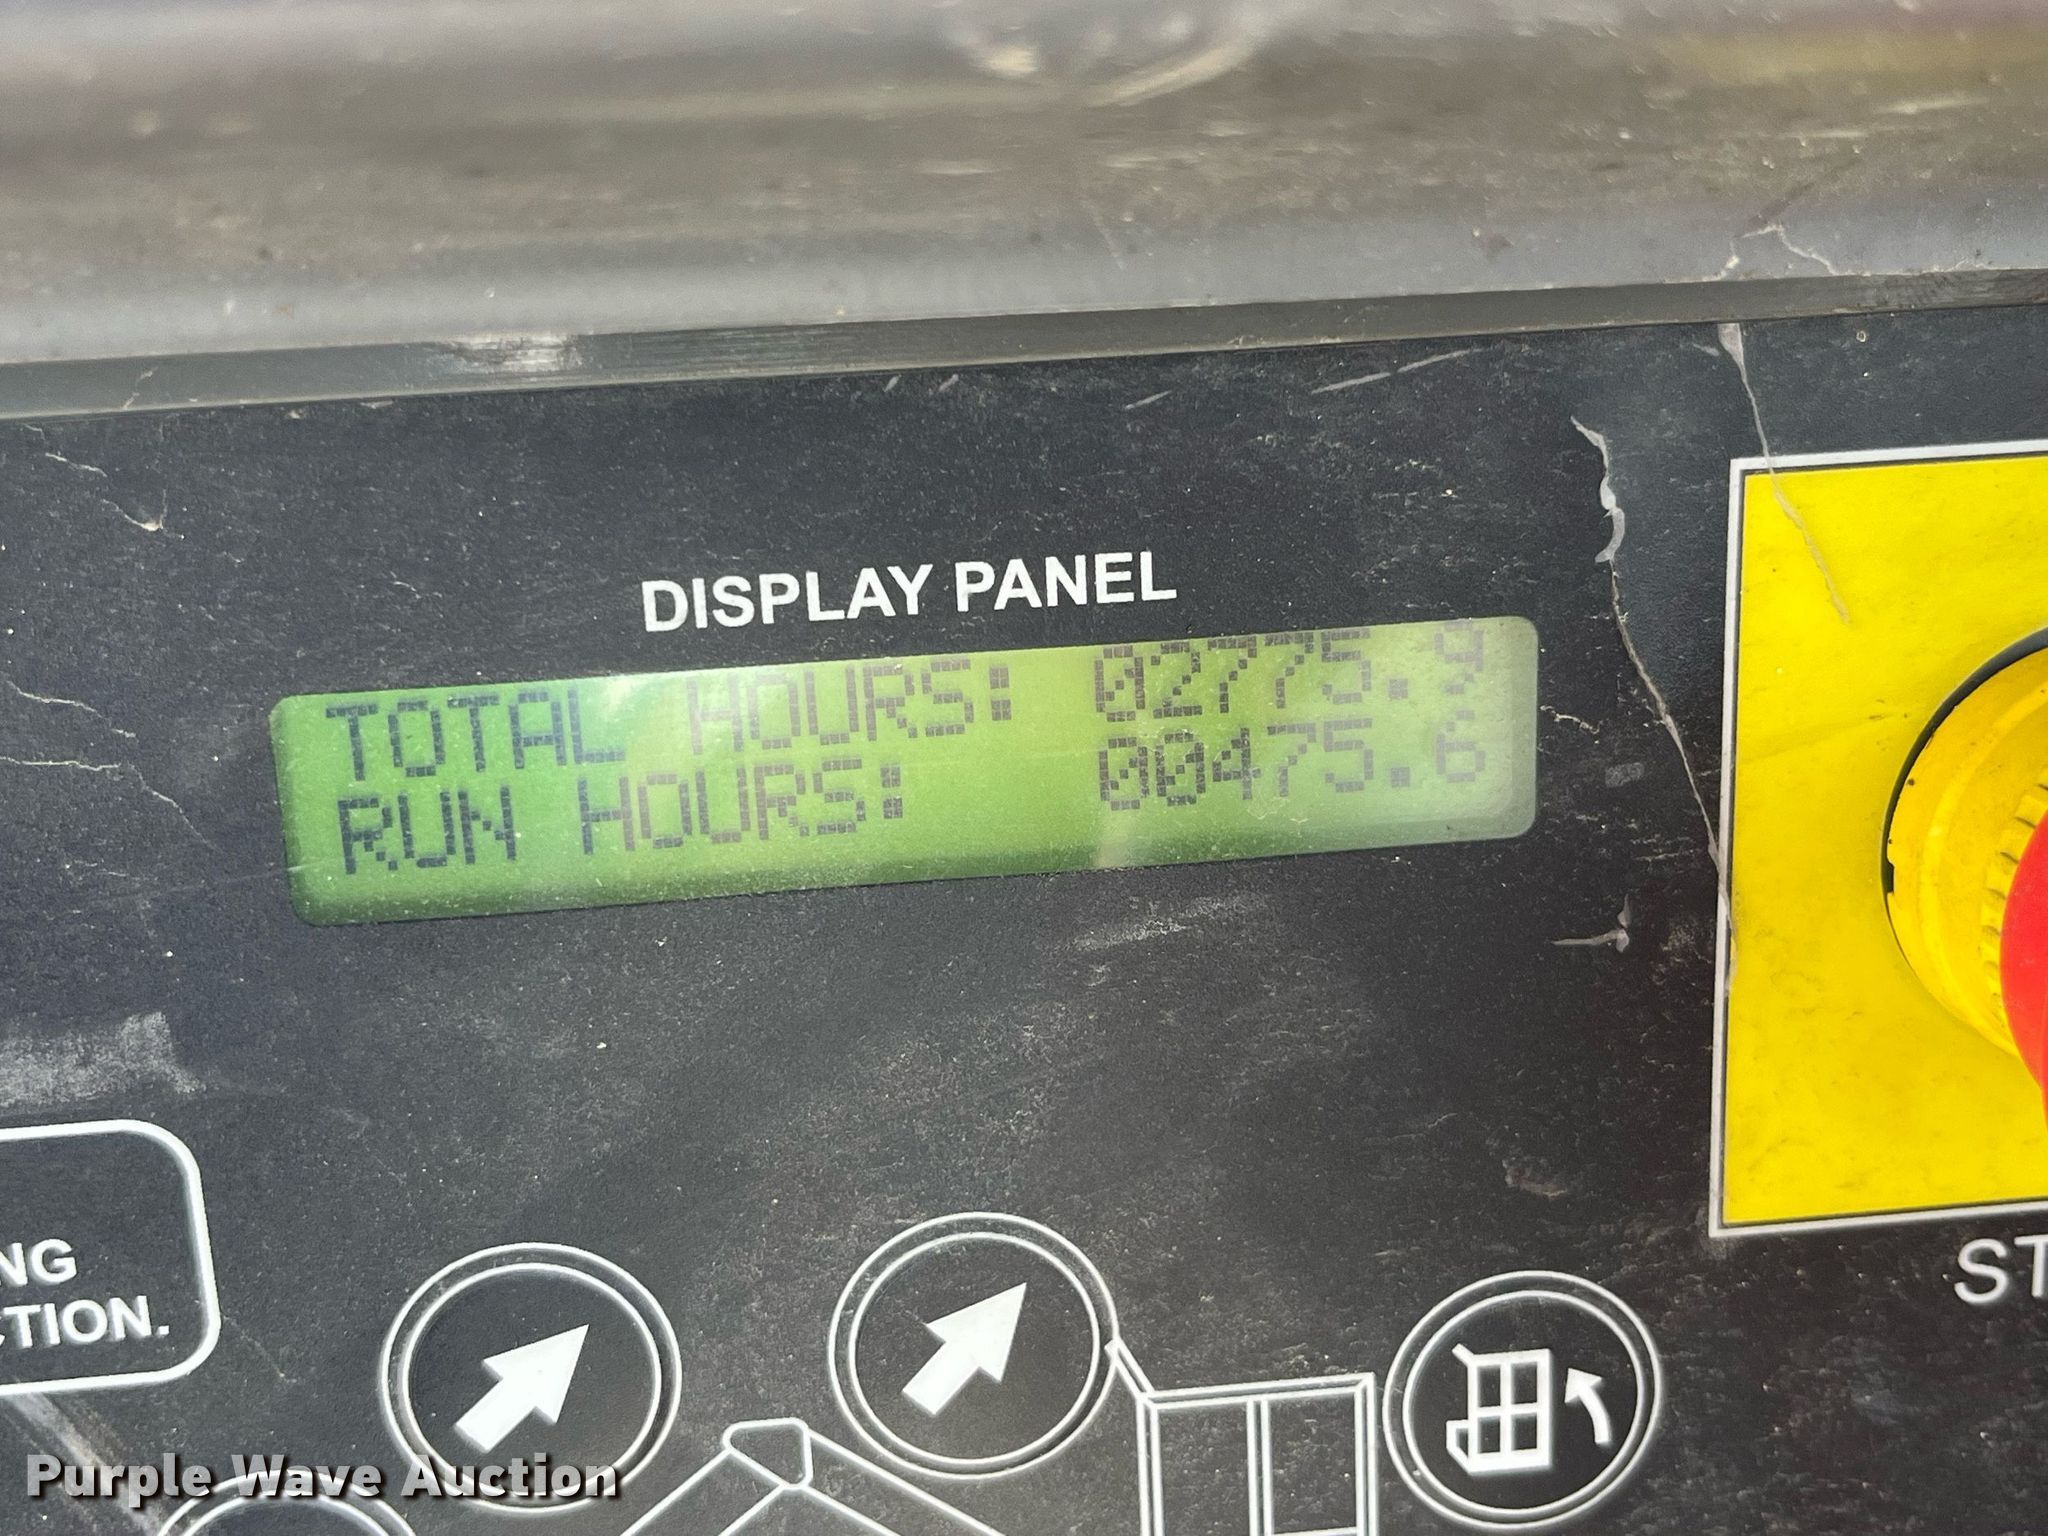 DISPLAY PANEL
TOTAL HOURS: 02775.9
RUN HOURS: 00475.6
NG
CTION.
ST
Purple Wave Auction